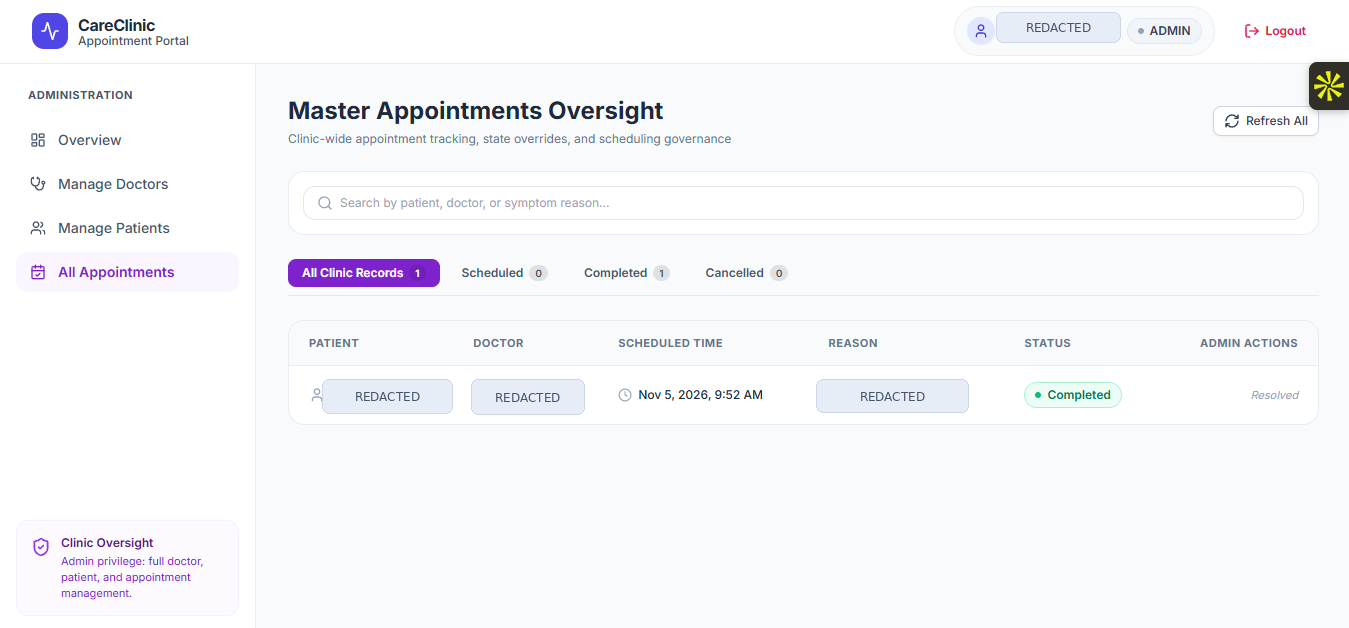 CareClinic
Appointment Portal
REDACTED
ADMIN
Logout
ADMINISTRATION
Overview
Manage Doctors
Manage Patients
All Appointments
Clinic Oversight
Admin privilege: full doctor,
patient, and appointment
management.
Master Appointments Oversight
Clinic-wide appointment tracking, state overrides, and scheduling governance
Refresh All
Search by patient, doctor, or symptom reason...
All Clinic Records 1 Scheduled 0 Completed 1 Cancelled 0
PATIENT DOCTOR SCHEDULED TIME REASON STATUS ADMIN ACTIONS
REDACTED REDACTED Nov 5, 2026, 9:52 AM REDACTED Completed Resolved